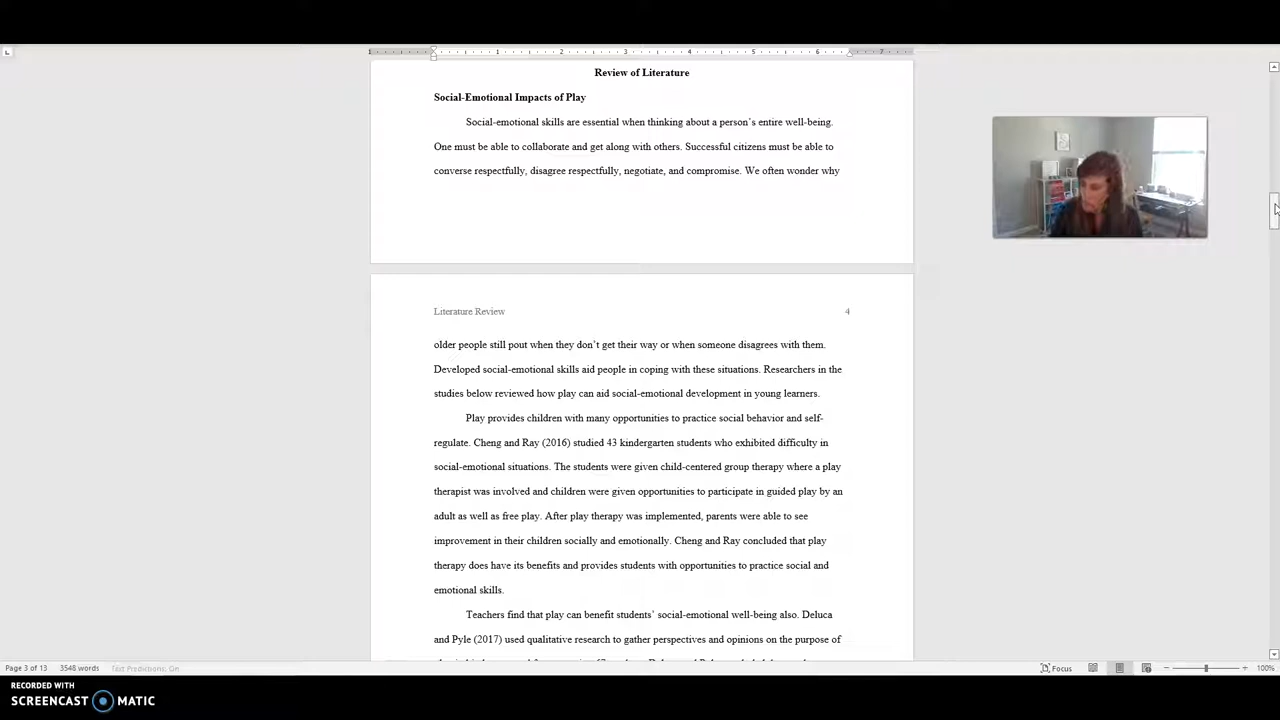 1 1 2 3 4 5 6 7
Review of Literature
Social-Emotional Impacts of Play
Social-emotional skills are essential when thinking about a person's entire well-being.
One must be able to collaborate and get along with others. Successful citizens must be able to
converse respectfully, disagree respectfully, negotiate, and compromise. We often wonder why
Literature Review 4
older people still pout when they don't get their way or when someone disagrees with them.
Developed social-emotional skills aid people in coping with these situations. Researchers in the
studies below reviewed how play can aid social-emotional development in young learners.
Play provides children with many opportunities to practice social behavior and self-
regulate. Cheng and Ray (2016) studied 43 kindergarten students who exhibited difficulty in
social-emotional situations. The students were given child-centered group therapy where a play
therapist was involved and children were given opportunities to participate in guided play by an
adult as well as free play. After play therapy was implemented, parents were able to see
improvement in their children socially and emotionally. Cheng and Ray concluded that play
therapy does have its benefits and provides students with opportunities to practice social and
emotional skills.
Teachers find that play can benefit students' social-emotional well-being also. Deluca
and Pyle (2017) used qualitative research to gather perspectives and opinions on the purpose of
Page 3 of 13 3548 words Text Predictions: On Focus 100%
RECORDED WITH
SCREENCAST MATIC